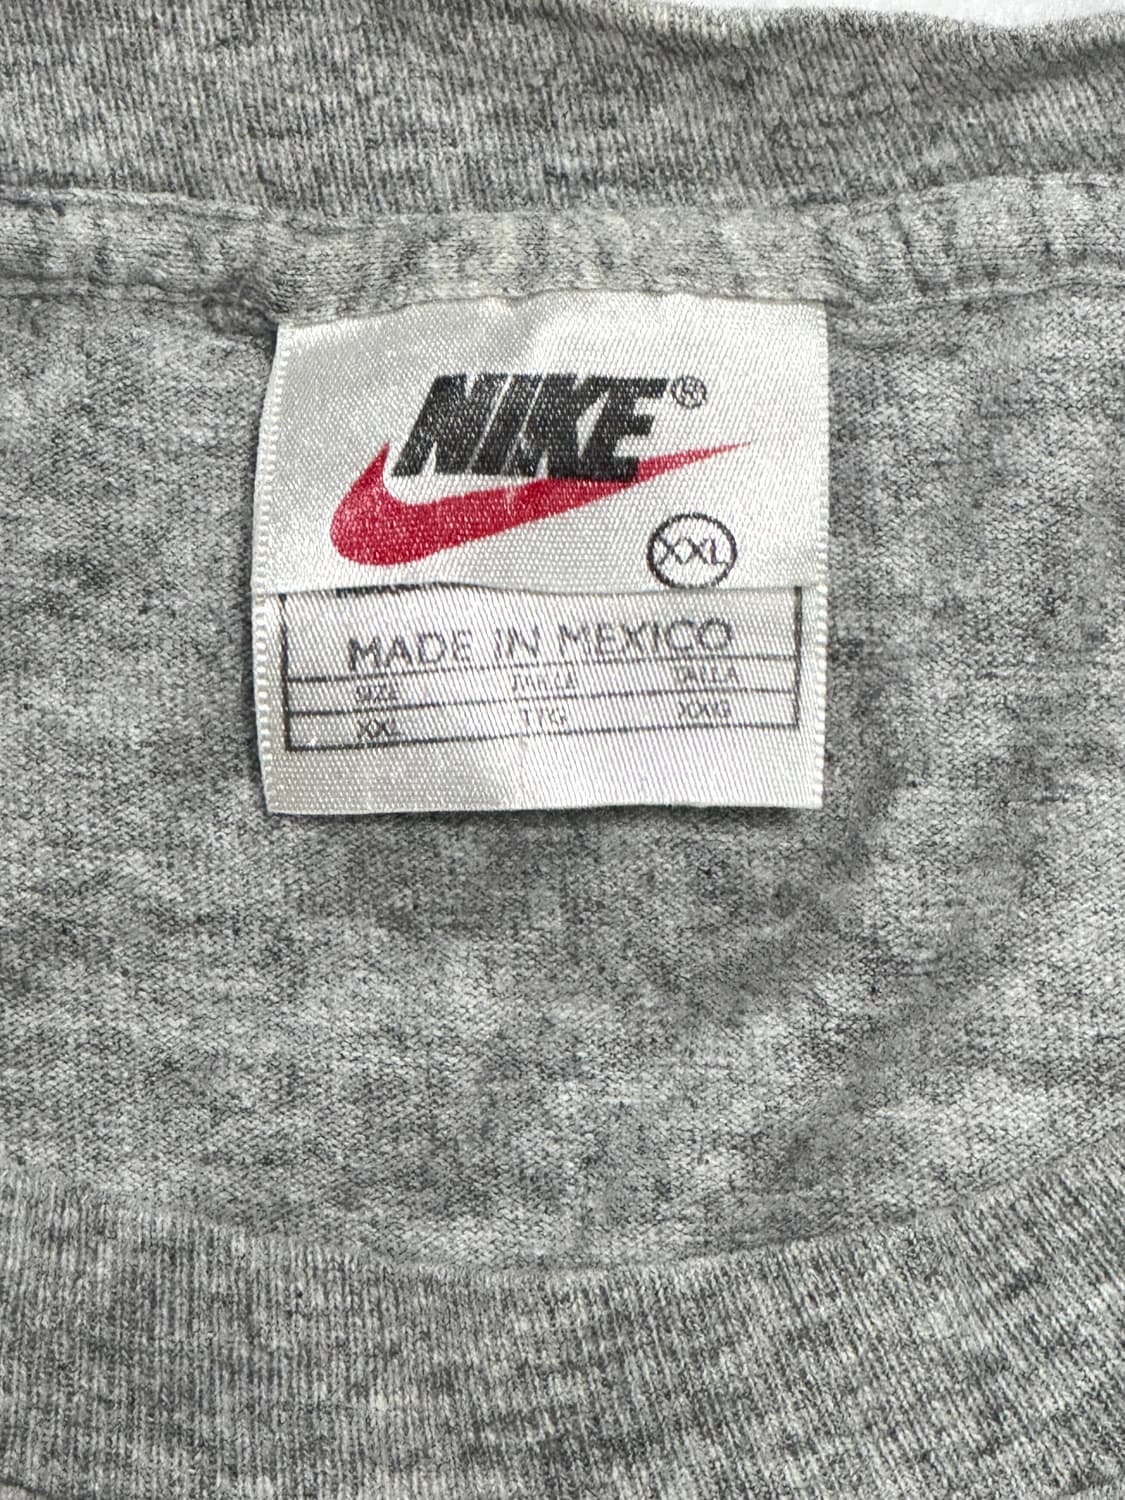 NIKE®
XXL
MADE IN MEXICO
SIZE TAILLE TALLA
XXL TTG XXG